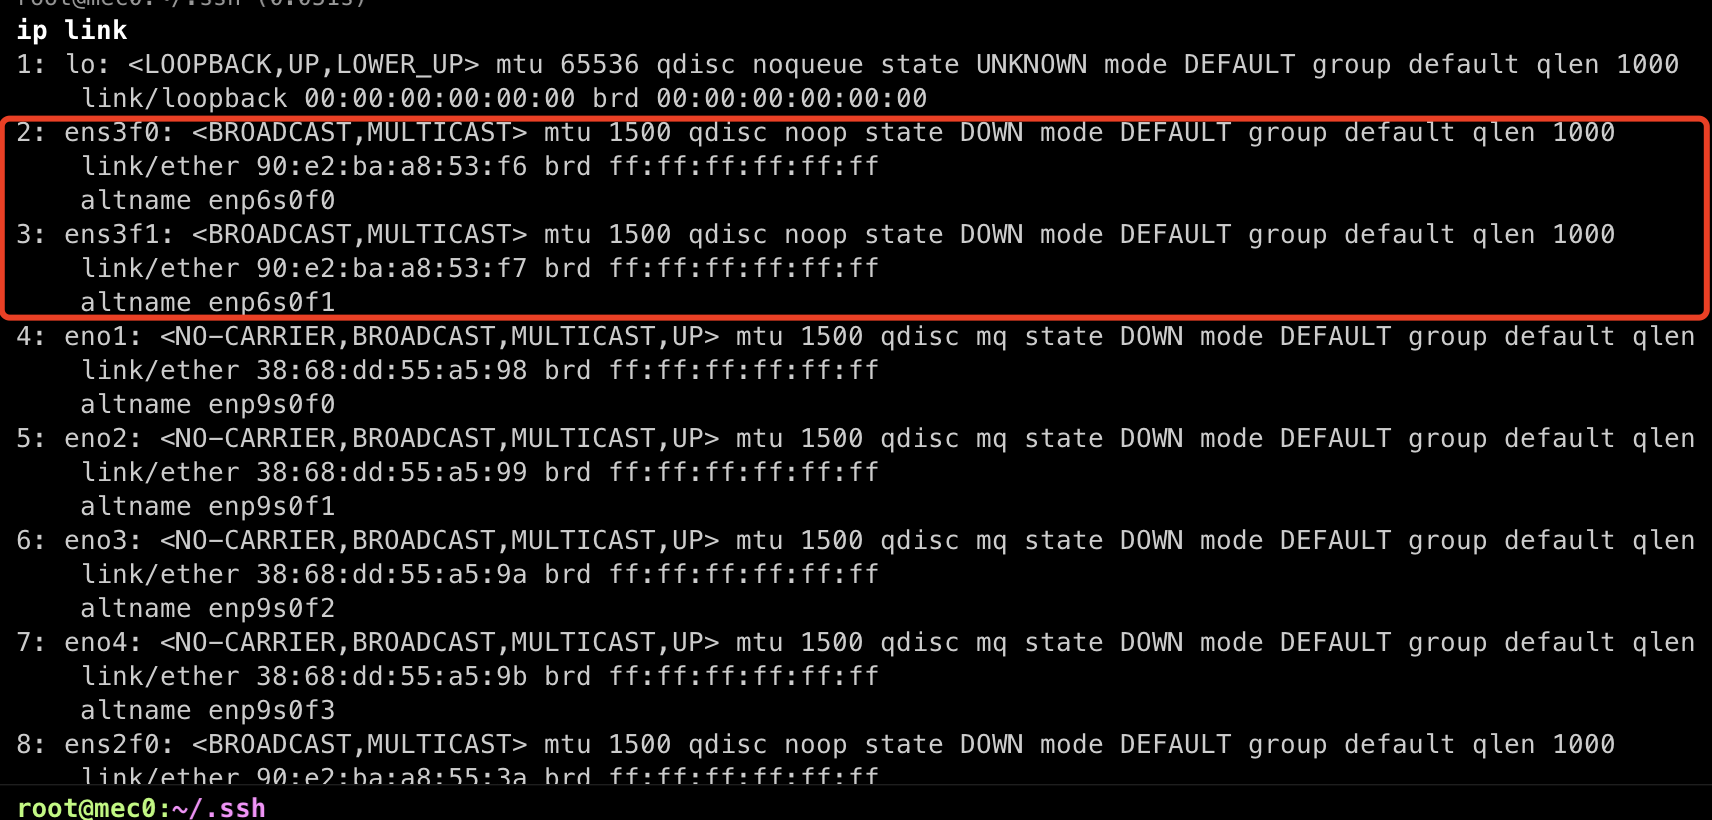 root@mec0:~/.ssh (0.051s)
ip link
1: lo: <LOOPBACK,UP,LOWER_UP> mtu 65536 qdisc noqueue state UNKNOWN mode DEFAULT group default qlen 1000
    link/loopback 00:00:00:00:00:00 brd 00:00:00:00:00:00
2: ens3f0: <BROADCAST,MULTICAST> mtu 1500 qdisc noop state DOWN mode DEFAULT group default qlen 1000
    link/ether 90:e2:ba:a8:53:f6 brd ff:ff:ff:ff:ff:ff
    altname enp6s0f0
3: ens3f1: <BROADCAST,MULTICAST> mtu 1500 qdisc noop state DOWN mode DEFAULT group default qlen 1000
    link/ether 90:e2:ba:a8:53:f7 brd ff:ff:ff:ff:ff:ff
    altname enp6s0f1
4: eno1: <NO-CARRIER,BROADCAST,MULTICAST,UP> mtu 1500 qdisc mq state DOWN mode DEFAULT group default qlen
    link/ether 38:68:dd:55:a5:98 brd ff:ff:ff:ff:ff:ff
    altname enp9s0f0
5: eno2: <NO-CARRIER,BROADCAST,MULTICAST,UP> mtu 1500 qdisc mq state DOWN mode DEFAULT group default qlen
    link/ether 38:68:dd:55:a5:99 brd ff:ff:ff:ff:ff:ff
    altname enp9s0f1
6: eno3: <NO-CARRIER,BROADCAST,MULTICAST,UP> mtu 1500 qdisc mq state DOWN mode DEFAULT group default qlen
    link/ether 38:68:dd:55:a5:9a brd ff:ff:ff:ff:ff:ff
    altname enp9s0f2
7: eno4: <NO-CARRIER,BROADCAST,MULTICAST,UP> mtu 1500 qdisc mq state DOWN mode DEFAULT group default qlen
    link/ether 38:68:dd:55:a5:9b brd ff:ff:ff:ff:ff:ff
    altname enp9s0f3
8: ens2f0: <BROADCAST,MULTICAST> mtu 1500 qdisc noop state DOWN mode DEFAULT group default qlen 1000
    link/ether 90:e2:ba:a8:55:3a brd ff:ff:ff:ff:ff:ff
root@mec0:~/.ssh